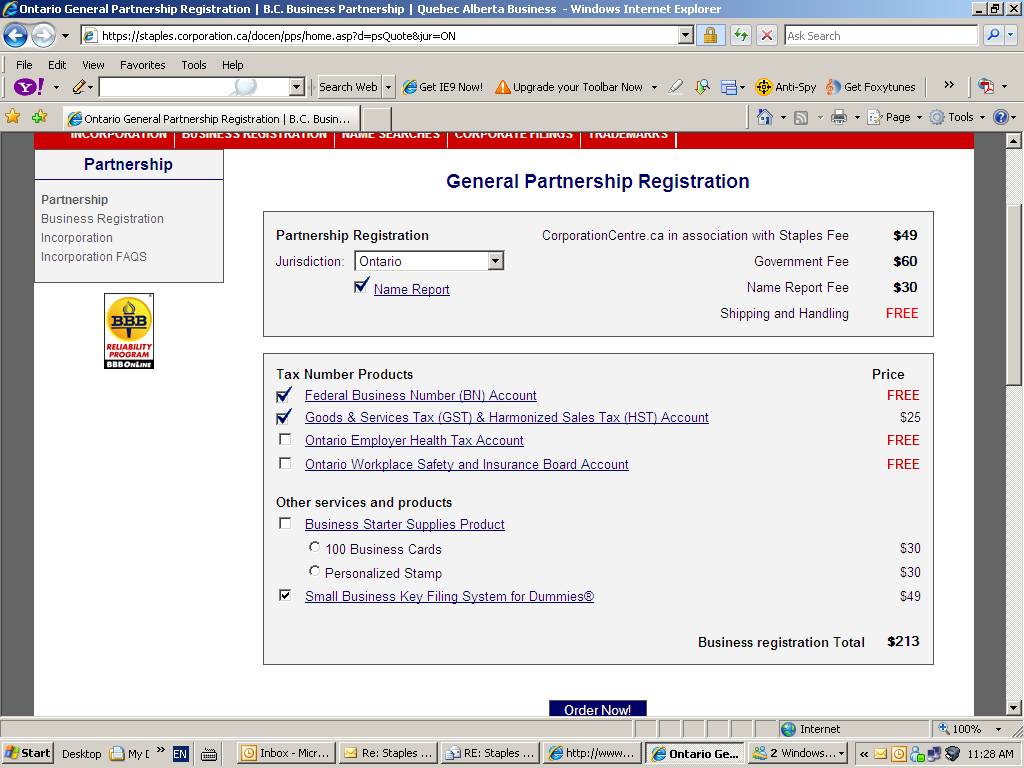 Ontario General Partnership Registration | B.C. Business Partnership | Quebec Alberta Business - Windows Internet Explorer
https://staples.corporation.ca/docen/pps/home.asp?d=psQuote&jur=ON
Ask Search
File Edit View Favorites Tools Help
Y! Search Web Get IE9 Now! Upgrade your Toolbar Now Anti-Spy Get Foxytunes »
Ontario General Partnership Registration | B.C. Busin... Page Tools
INCORPORATION BUSINESS REGISTRATION NAME SEARCHES CORPORATE FILINGS TRADEMARKS
Partnership
Partnership
Business Registration
Incorporation
Incorporation FAQS
BBB
RELIABILITY
PROGRAM
BBBONLINE
General Partnership Registration
Partnership Registration CorporationCentre.ca in association with Staples Fee $49
Jurisdiction: Ontario Government Fee $60
Name Report Name Report Fee $30
Shipping and Handling FREE
Tax Number Products Price
Federal Business Number (BN) Account FREE
Goods & Services Tax (GST) & Harmonized Sales Tax (HST) Account $25
Ontario Employer Health Tax Account FREE
Ontario Workplace Safety and Insurance Board Account FREE
Other services and products
Business Starter Supplies Product
100 Business Cards $30
Personalized Stamp $30
Small Business Key Filing System for Dummies® $49
Business registration Total $213
Order Now!
Internet 100%
Start Desktop My D » EN Inbox - Micr... Re: Staples ... RE: Staples ... http://www... Ontario Ge... 2 Windows... « 11:28 AM